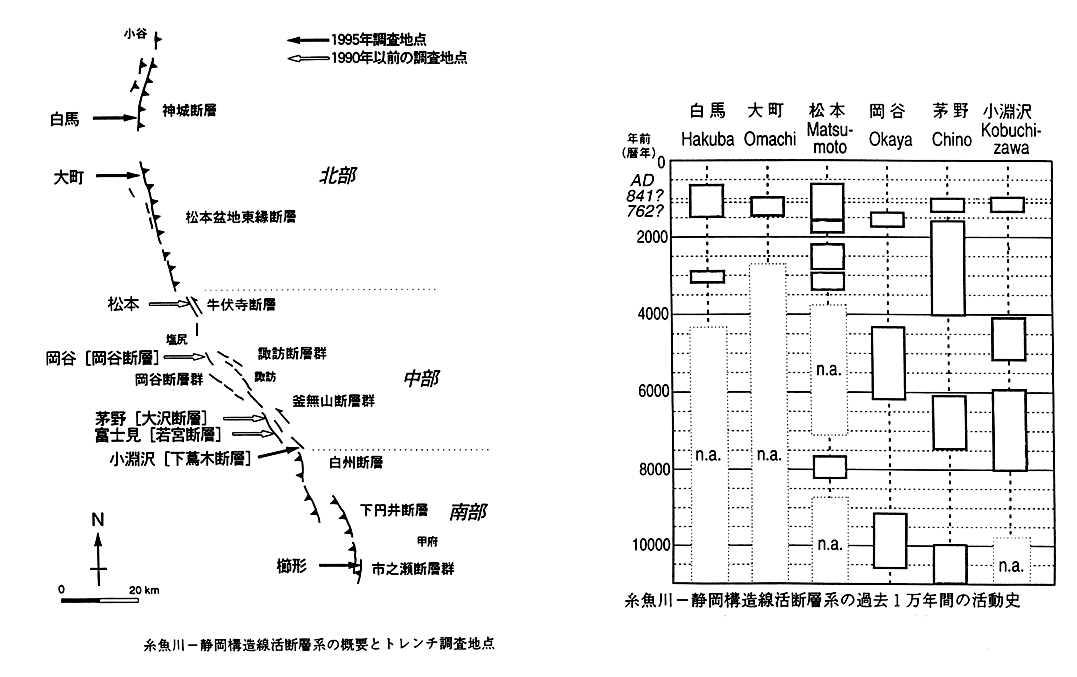 小谷
1995年調査地点
1990年以前の調査地点
白馬
神城断層
大町
北部
松本盆地東縁断層
松本
牛伏寺断層
塩尻
岡谷［岡谷断層］
諏訪断層群
岡谷断層群
諏訪
中部
釜無山断層群
茅野［大沢断層］
富士見［若宮断層］
小淵沢［下蔦木断層］
白州断層
下円井断層
南部
甲府
櫛形
市之瀬断層群
N
0 20 km
糸魚川－静岡構造線活断層系の概要とトレンチ調査地点
白馬 大町 松本 岡谷 茅野 小淵沢
Hakuba Omachi Matsu-moto Okaya Chino Kobuchi-zawa
年前
(暦年)
0
AD
841?
762?
2000
4000
n.a.
6000
n.a. n.a.
8000
10000
n.a.
n.a.
糸魚川－静岡構造線活断層系の過去１万年間の活動史